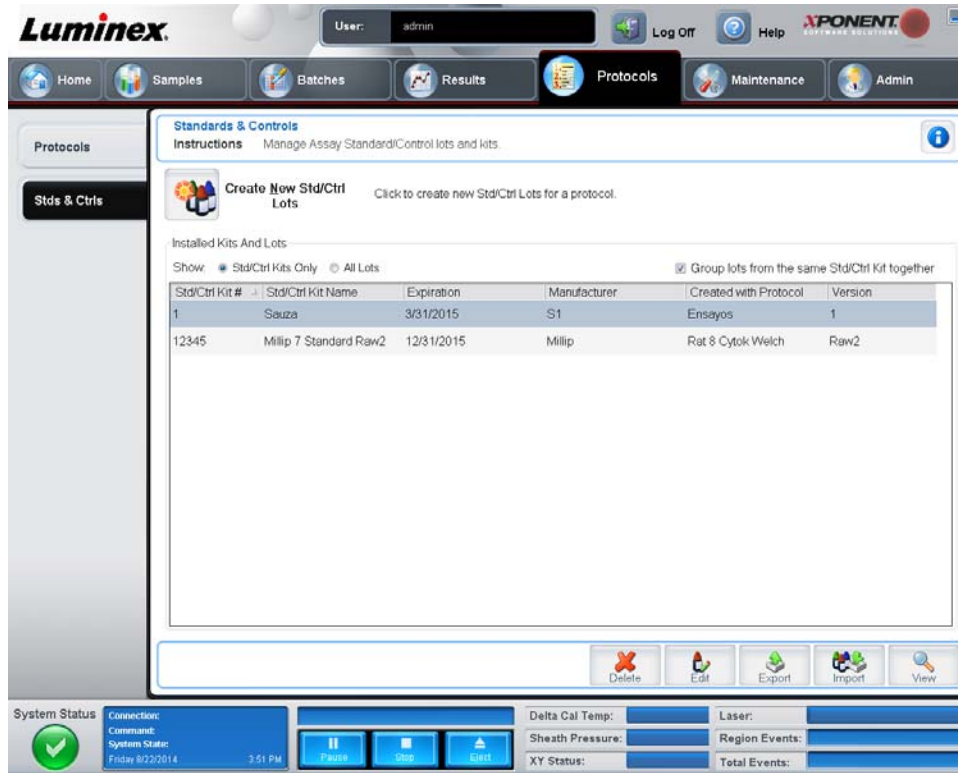 Luminex.
User: admin
Log Off
Help
XPONENT
SOFTWARE SOLUTIONS
Home
Samples
Batches
Results
Protocols
Maintenance
Admin
Protocols
Stds & Ctrls
Standards & Controls
Instructions Manage Assay Standard/Control lots and kits.
Create New Std/Ctrl
Lots
Click to create new Std/Ctrl Lots for a protocol.
Installed Kits And Lots
Show: Std/Ctrl Kits Only All Lots
Group lots from the same Std/Ctrl Kit together
Std/Ctrl Kit # Std/Ctrl Kit Name Expiration Manufacturer Created with Protocol Version
1 Sauza 3/31/2015 S1 Ensayos 1
12345 Millip 7 Standard Raw2 12/31/2015 Millip Rat 8 Cytok Welch Raw2
Delete
Edit
Export
Import
View
System Status
Connection:
Command:
System State:
Friday 8/22/2014 3:51 PM
Pause
Stop
Eject
Delta Cal Temp:
Sheath Pressure:
XY Status:
Laser:
Region Events:
Total Events: